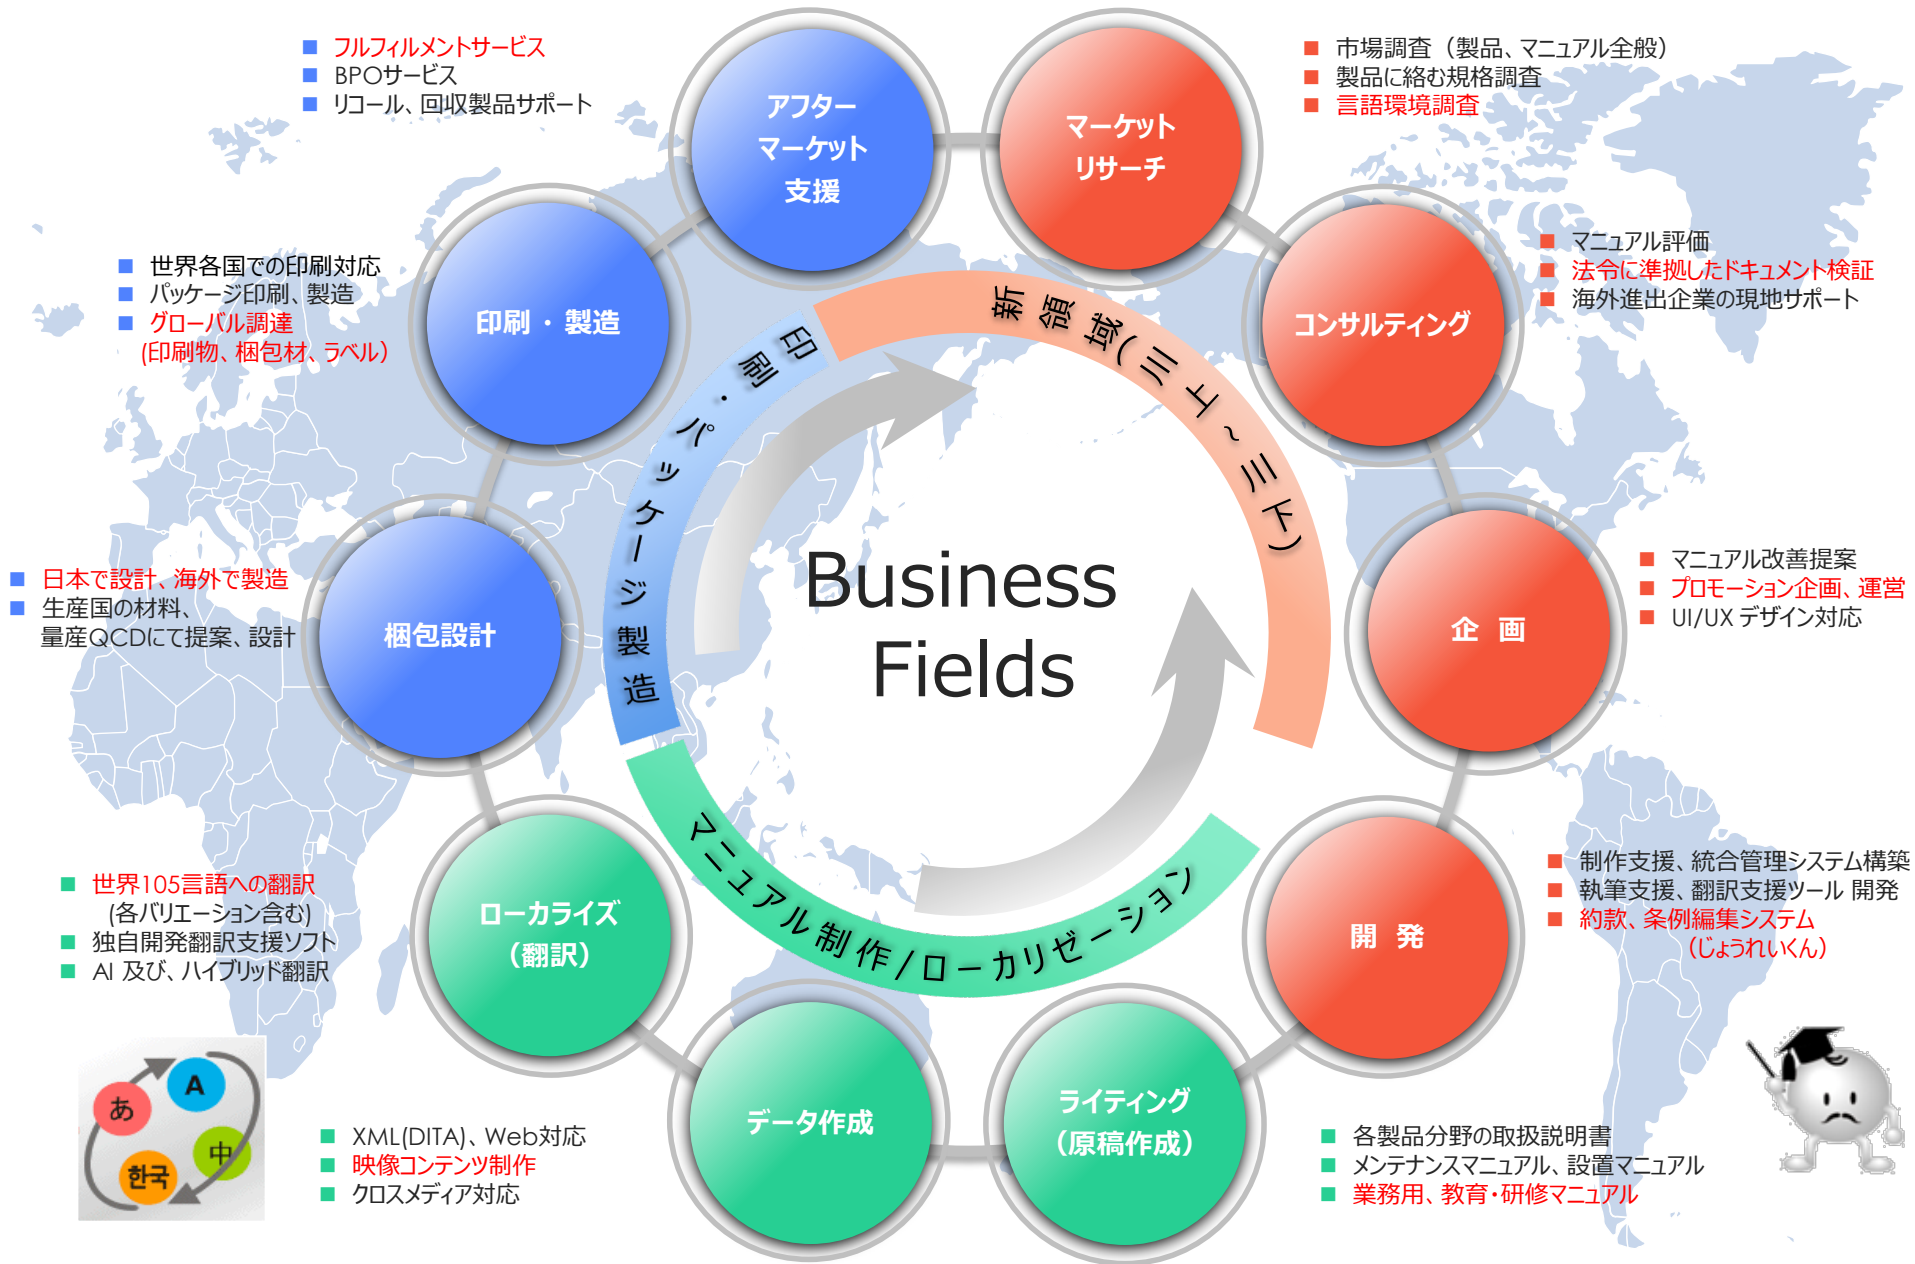 フルフィルメントサービス
BPOサービス
リコール、回収製品サポート
アフター
マーケット
支援
マーケット
リサーチ
市場調査（製品、マニュアル全般）
製品に絡む規格調査
言語環境調査
世界各国での印刷対応
パッケージ印刷、製造
グローバル調達
(印刷物、梱包材、ラベル）
印刷・製造
コンサルティング
マニュアル評価
法令に準拠したドキュメント検証
海外進出企業の現地サポート
印刷・パッケージ製造
新領域(川上～川下)
Business
Fields
日本で設計、海外で製造
生産国の材料、
量産QCDにて提案、設計
梱包設計
企 画
マニュアル改善提案
プロモーション企画、運営
UI/UX デザイン対応
マニュアル制作/ローカリゼーション
世界105言語への翻訳
(各バリエーション含む)
独自開発翻訳支援ソフト
AI 及び、ハイブリッド翻訳
ローカライズ
（翻訳）
開 発
制作支援、統合管理システム構築
執筆支援、翻訳支援ツール 開発
約款、条例編集システム
（じょうれいくん）
あ
A
中
한국
XML(DITA)、Web対応
映像コンテンツ制作
クロスメディア対応
データ作成
ライティング
（原稿作成）
各製品分野の取扱説明書
メンテナンスマニュアル、設置マニュアル
業務用、教育・研修マニュアル